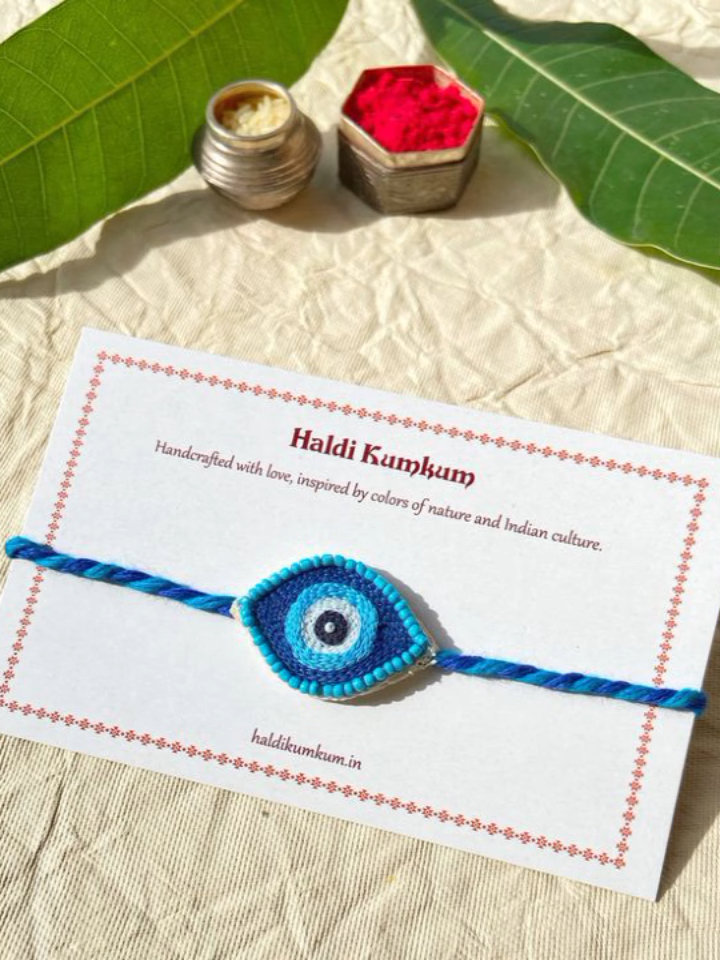 Haldi Kumkum
Handcrafted with love, inspired by colors of nature and Indian culture.
haldikumkum.in